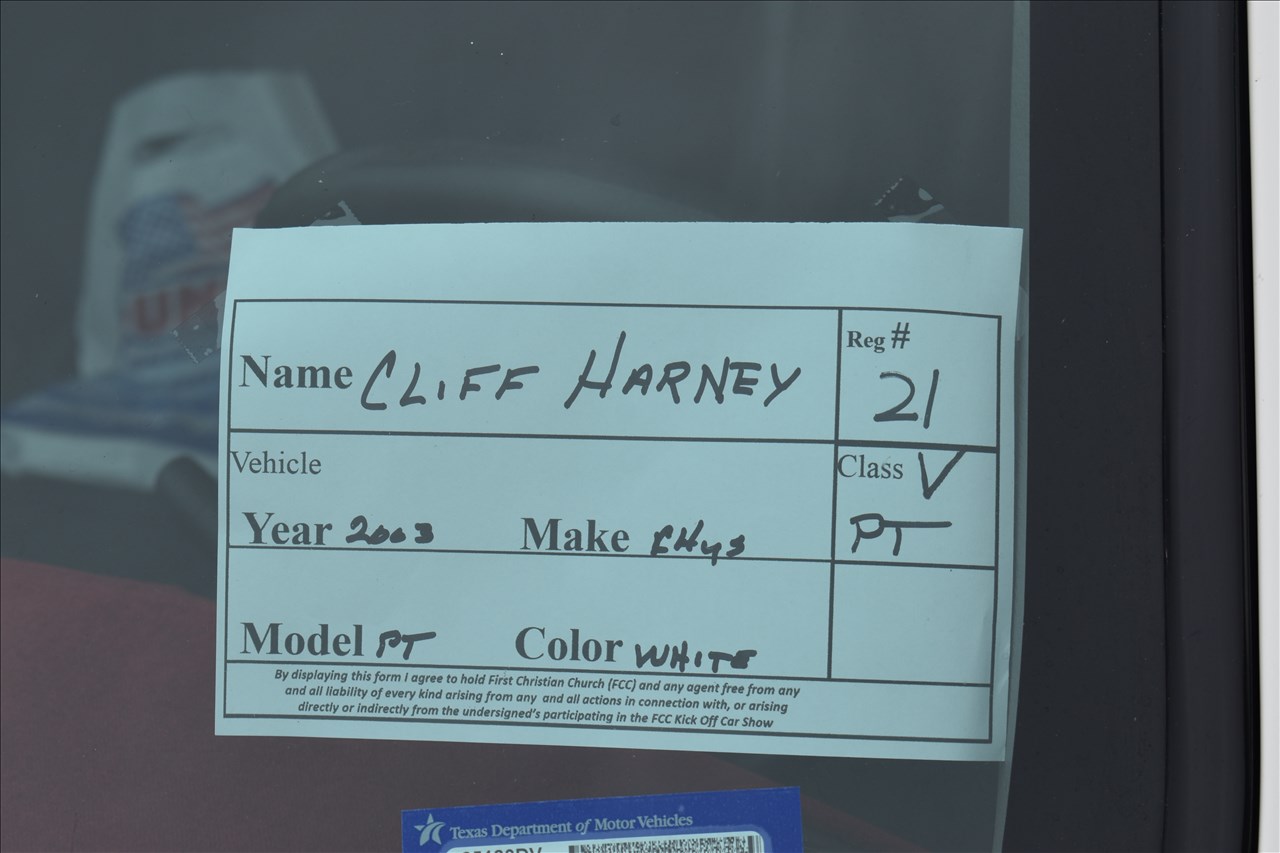 Name CLIFF HARNEY
Reg # 21
Vehicle
Class V
PT
Year 2003 Make CHYS
Model PT Color WHITE
By displaying this form I agree to hold First Christian Church (FCC) and any agent free from any
and all liability of every kind arising from any and all actions in connection with, or arising
directly or indirectly from the undersigned's participating in the FCC Kick Off Car Show
Texas Department of Motor Vehicles